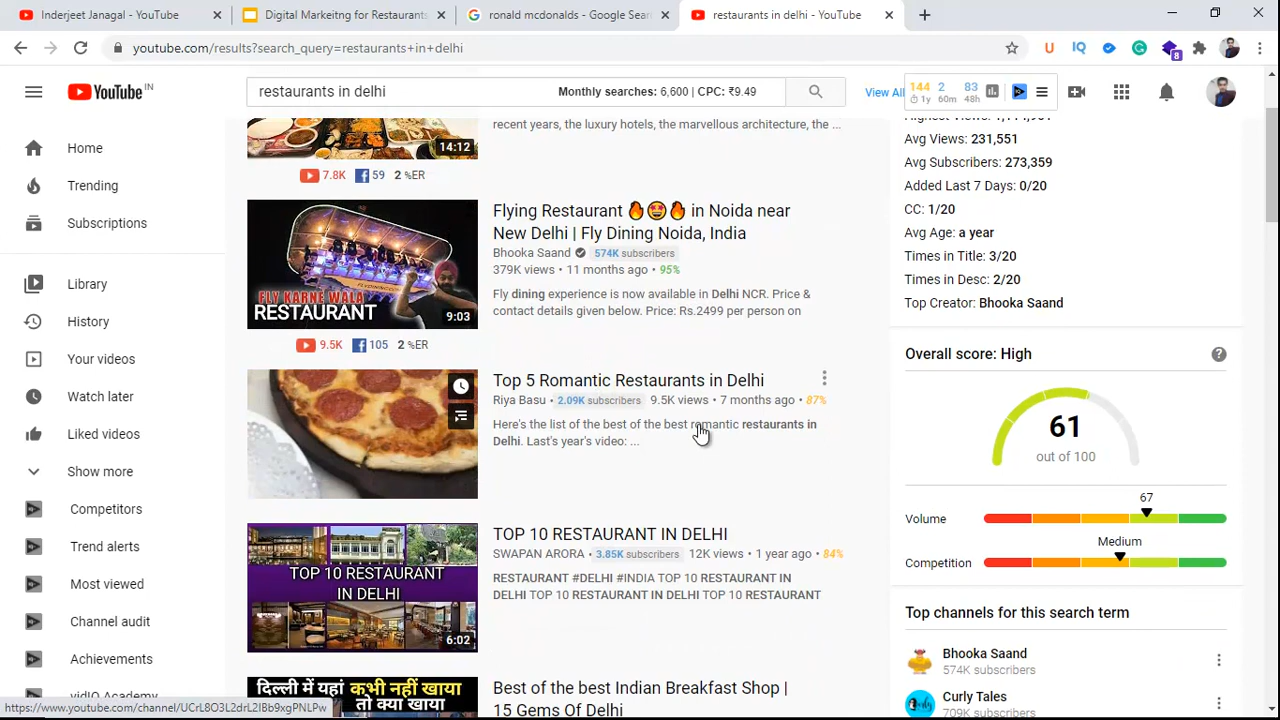 Inderjeet Janagal - YouTube
Digital Markeitng for Restaurants
ronald mcdonalds - Google Sear
restaurants in delhi - YouTube
youtube.com/results?search_query=restaurants+in+delhi
U
IQ
8
YouTube IN
restaurants in delhi
Monthly searches: 6,600 | CPC: ₹9.49
View All
144 2 83
1y 60m 48h
Home
Trending
Subscriptions
Library
History
Your videos
Watch later
Liked videos
Show more
Competitors
Trend alerts
Most viewed
Channel audit
Achievements
vidIQ Academy
14:12
recent years, the luxury hotels, the marvellous architecture, the ...
7.8K 59 2 %ER
FLY KARNE WALA
RESTAURANT
FLYDINING.COM
9:03
Flying Restaurant 🔥🤩🔥 in Noida near
New Delhi | Fly Dining Noida, India
Bhooka Saand 574K subscribers
379K views • 11 months ago • 95%
Fly dining experience is now available in Delhi NCR. Price &
contact details given below. Price: Rs.2499 per person on
9.5K 105 2 %ER
Top 5 Romantic Restaurants in Delhi
Riya Basu • 2.09K subscribers 9.5K views • 7 months ago • 87%
Here's the list of the best of the best romantic restaurants in
Delhi. Last's year's video: ...
TOP 10 RESTAURANT
IN DELHI
6:02
TOP 10 RESTAURANT IN DELHI
SWAPAN ARORA • 3.85K subscribers 12K views • 1 year ago • 84%
RESTAURANT #DELHI #INDIA TOP 10 RESTAURANT IN
DELHI TOP 10 RESTAURANT IN DELHI TOP 10 RESTAURANT
दिल्ली में यहां कभी नहीं खाया
तो क्या खाया
Best of the best Indian Breakfast Shop |
15 Gems Of Delhi
Avg Views: 231,551
Avg Subscribers: 273,359
Added Last 7 Days: 0/20
CC: 1/20
Avg Age: a year
Times in Title: 3/20
Times in Desc: 2/20
Top Creator: Bhooka Saand
Overall score: High
?
61
out of 100
67
Volume
Medium
Competition
Top channels for this search term
Bhooka Saand
574K subscribers
Curly Tales
709K subscribers